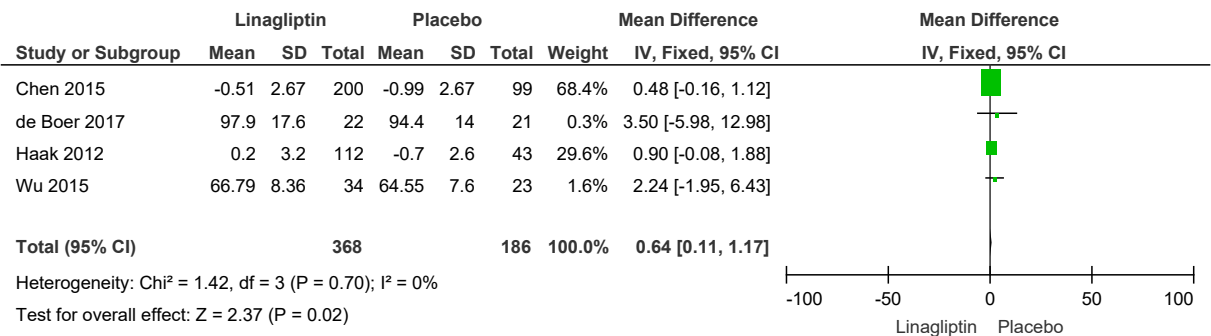 Linagliptin Placebo Mean Difference Mean Difference
Study or Subgroup Mean SD Total Mean SD Total Weight IV, Fixed, 95% CI IV, Fixed, 95% CI
Chen 2015 -0.51 2.67 200 -0.99 2.67 99 68.4% 0.48 [-0.16, 1.12]
de Boer 2017 97.9 17.6 22 94.4 14 21 0.3% 3.50 [-5.98, 12.98]
Haak 2012 0.2 3.2 112 -0.7 2.6 43 29.6% 0.90 [-0.08, 1.88]
Wu 2015 66.79 8.36 34 64.55 7.6 23 1.6% 2.24 [-1.95, 6.43]
Total (95% CI) 368 186 100.0% 0.64 [0.11, 1.17]
Heterogeneity: Chi² = 1.42, df = 3 (P = 0.70); I² = 0%
Test for overall effect: Z = 2.37 (P = 0.02)
-100 -50 0 50 100
Linagliptin Placebo